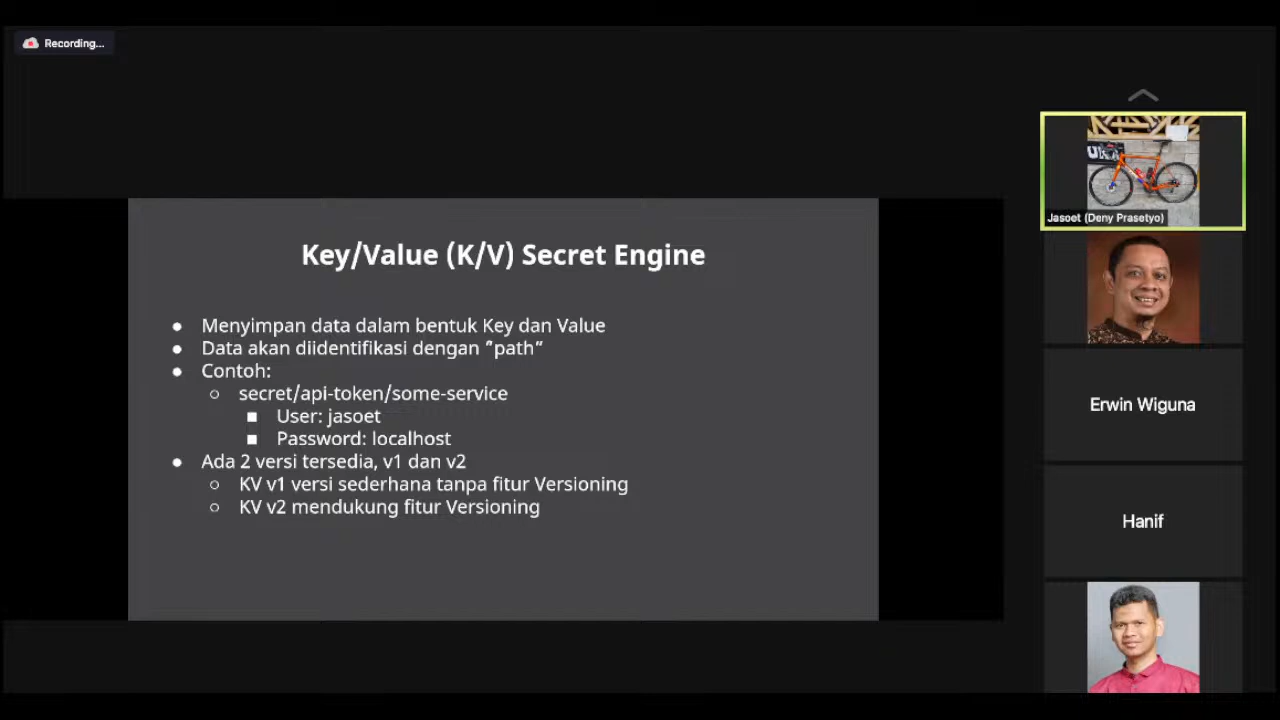 Recording...
Key/Value (K/V) Secret Engine
● Menyimpan data dalam bentuk Key dan Value
● Data akan diidentifikasi dengan “path”
● Contoh:
○ secret/api-token/some-service
■ User: jasoet
■ Password: localhost
● Ada 2 versi tersedia, v1 dan v2
○ KV v1 versi sederhana tanpa fitur Versioning
○ KV v2 mendukung fitur Versioning
Jasoet (Deny Prasetyo)
Erwin Wiguna
Hanif